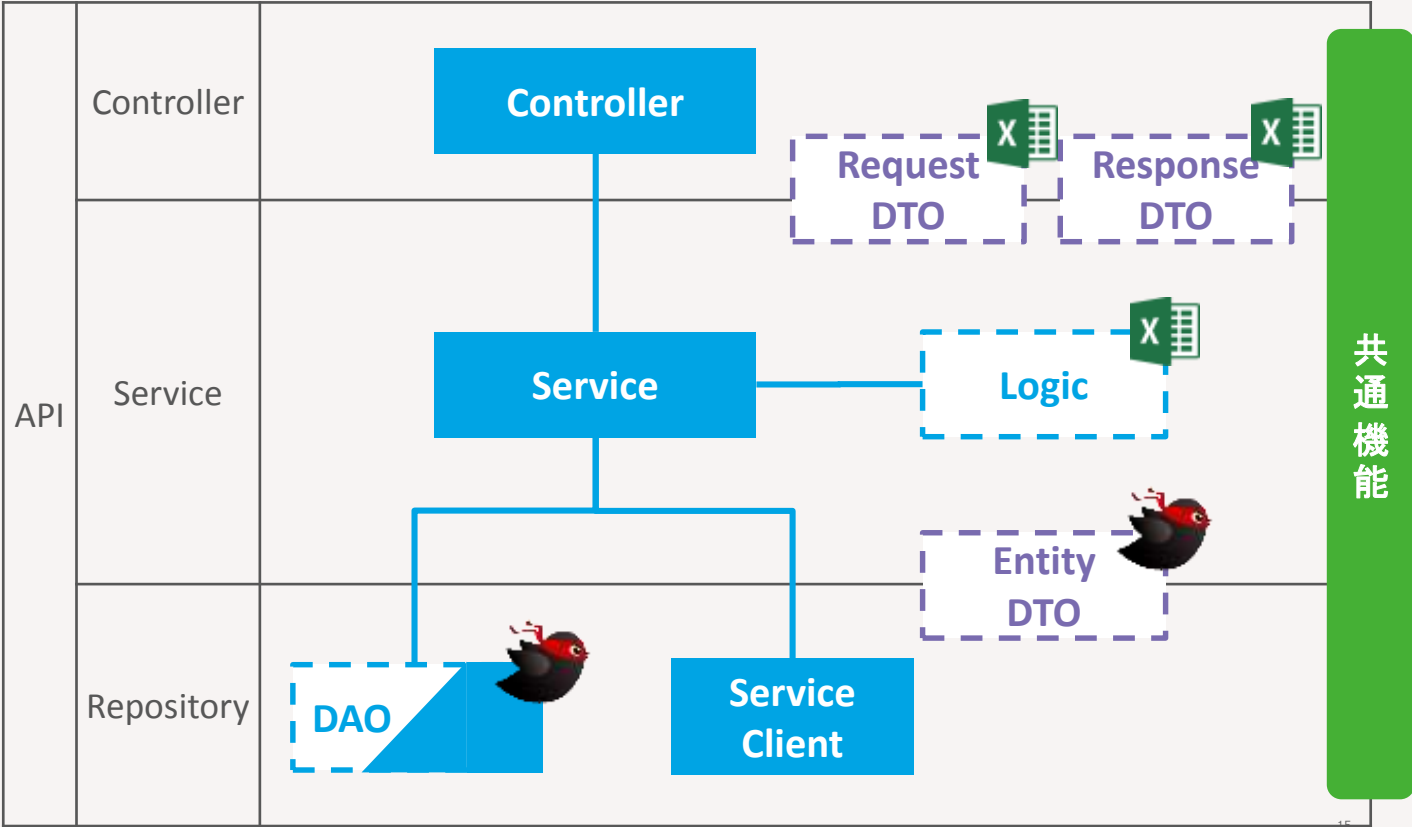 Controller
Controller
Request
DTO
Response
DTO
API
Service
Service
Logic
共通機能
Entity
DTO
Repository
DAO
Service
Client
15